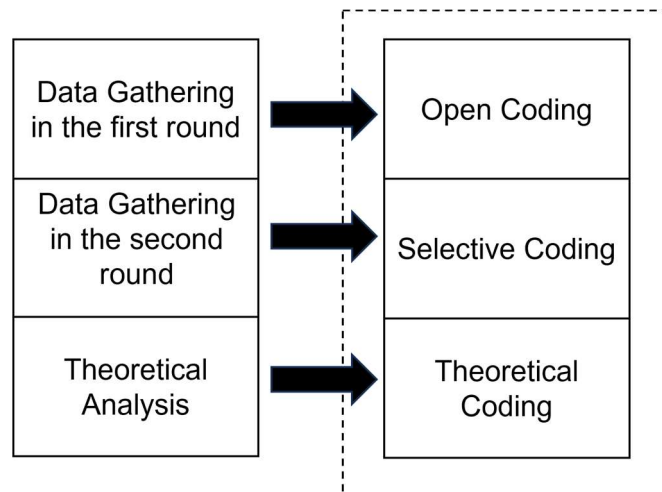 Data Gathering
in the first round
Open Coding
Data Gathering
in the second
round
Selective Coding
Theoretical
Analysis
Theoretical
Coding